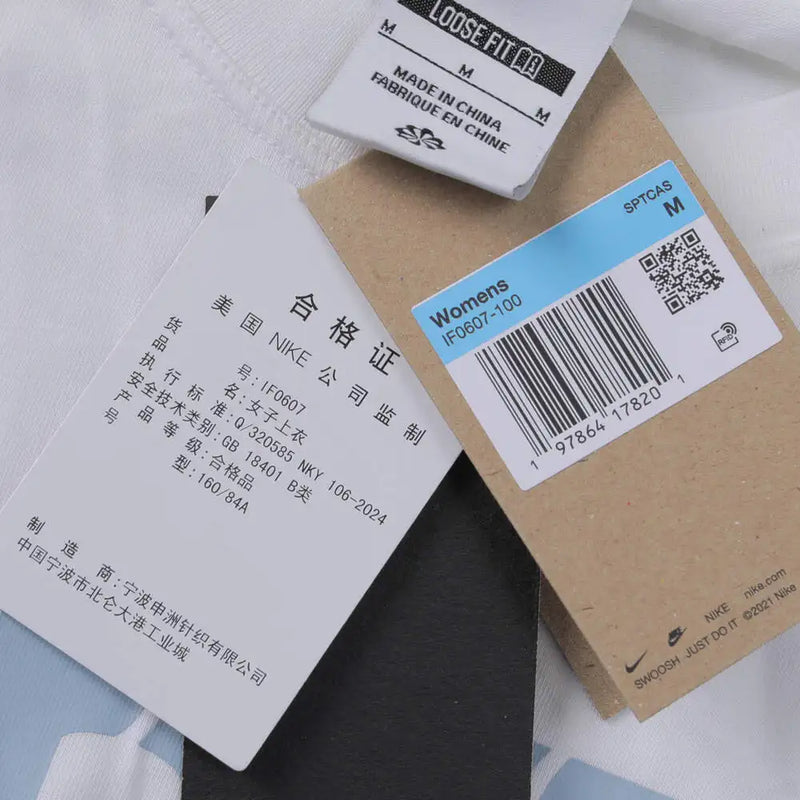 LOOSE FIT
M
M
M
MADE IN CHINA
FABRIQUE EN CHINE
合格证
美国 NIKE 公司监制
货号:IF0607
品名:女子上衣
执行标准:Q/320585 NKY 106-2024
安全技术类别:GB 18401 B类
产品等级:合格品
号型:160/84A
制造商:宁波申洲针织有限公司
中国宁波市北仑大港工业城
SPTCAS
M
Womens
IF0607-100
RFID
1 97864 17820 1
NIKE nike.com
SWOOSH JUST DO IT ©2021 Nike